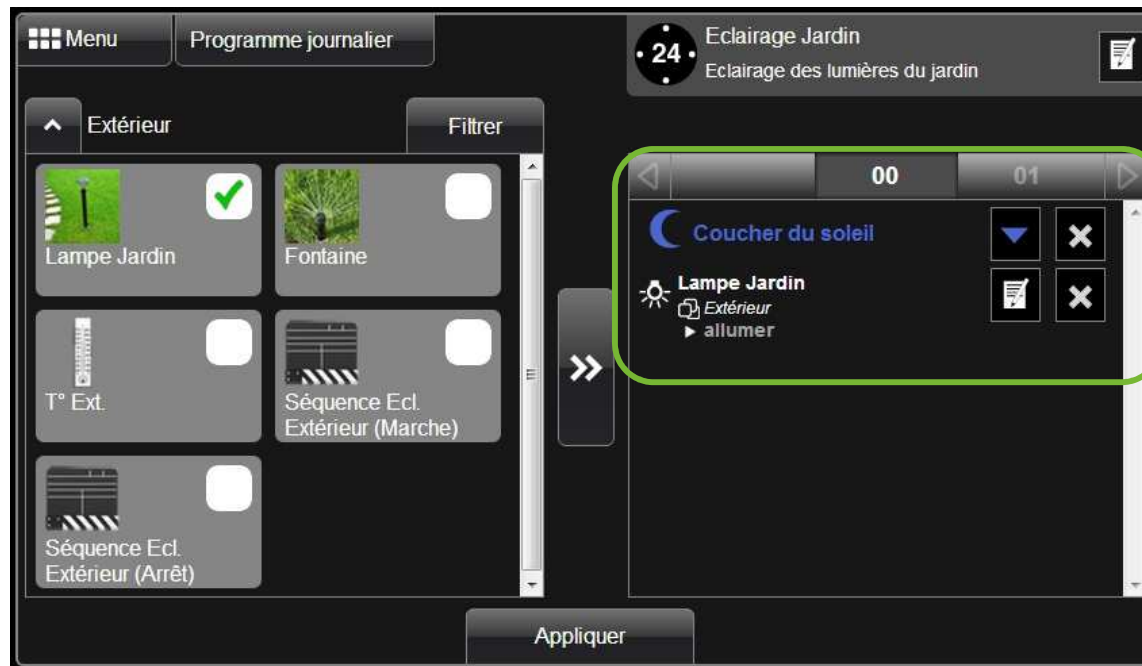 Menu
Programme journalier
24
Eclairage Jardin
Eclairage des lumières du jardin
Extérieur
Filtrer
Lampe Jardin
Fontaine
T° Ext.
Séquence Ecl.
Extérieur (Marche)
Séquence Ecl.
Extérieur (Arrêt)
00
01
Coucher du soleil
Lampe Jardin
Extérieur
allumer
Appliquer